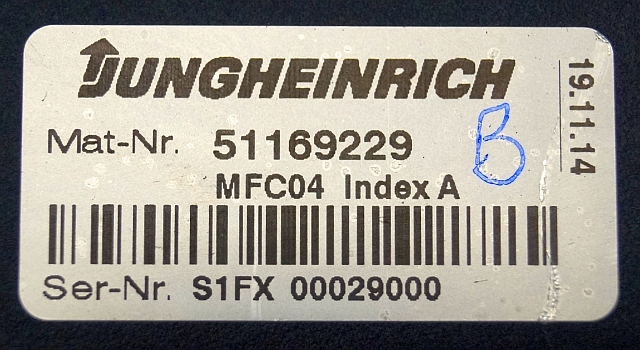 JUNGHEINRICH
19.11.14
Mat-Nr. 51169229
B
MFC04 Index A
Ser-Nr. S1FX 00029000